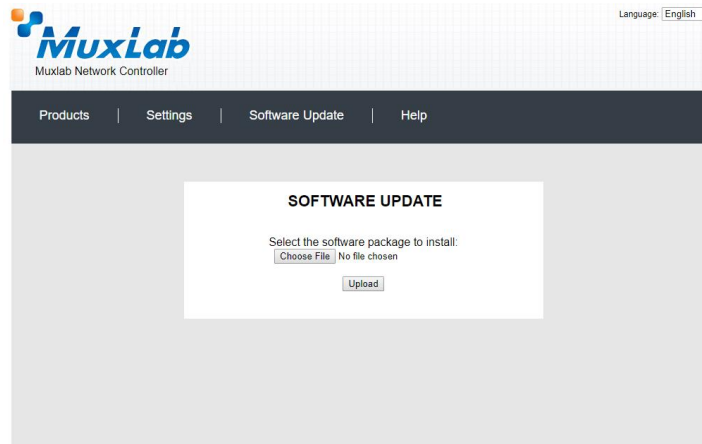 Language: English
MuxLab
Muxlab Network Controller
Products | Settings | Software Update | Help
SOFTWARE UPDATE
Select the software package to install:
Choose File No file chosen
Upload